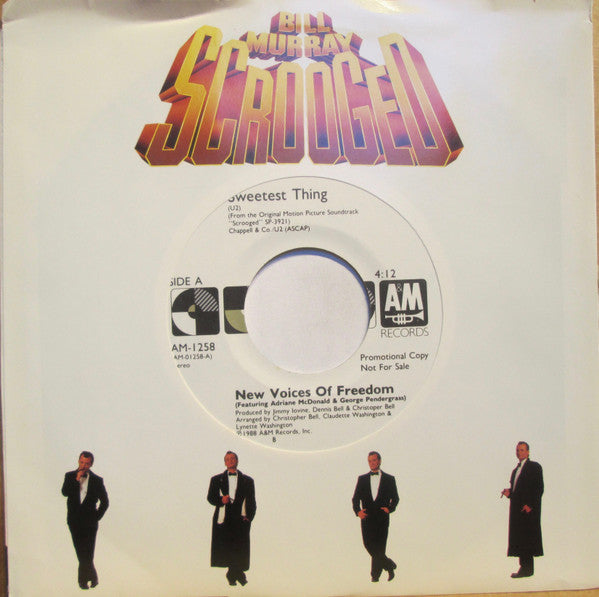 BILL
MURRAY
SCROOGED
Sweetest Thing
(U2)
(From the Original Motion Picture Soundtrack
"Scrooged" SP-3921)
Chappell & Co./U2 (ASCAP)
SIDE A
4:12
A&M
RECORDS
AM-1258
(AM-01258-A)
Stereo
Promotional Copy
Not For Sale
New Voices Of Freedom
(Featuring Adriane McDonald & George Pendergrass)
Produced by Jimmy Iovine, Dennis Bell & Christoper Bell
Arranged by Christopher Bell, Claudette Washington &
Lynette Washington
℗1988 A&M Records, Inc.
B